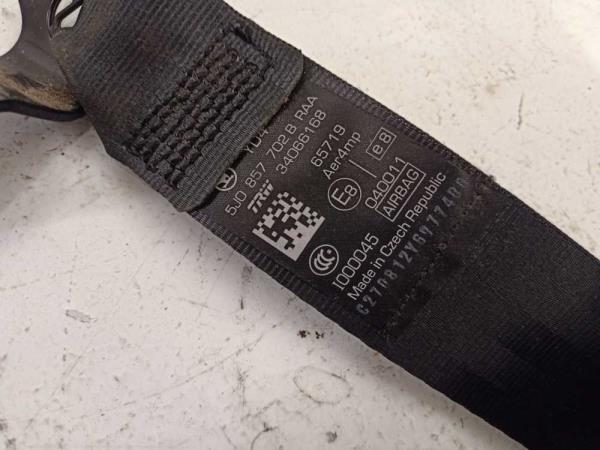 YD4
5J0 857 702 B RAA
34066168
TRW
65719
Aer4mp
E8
e8
040011
AIRBAG
I000045
Made in Czech Republic